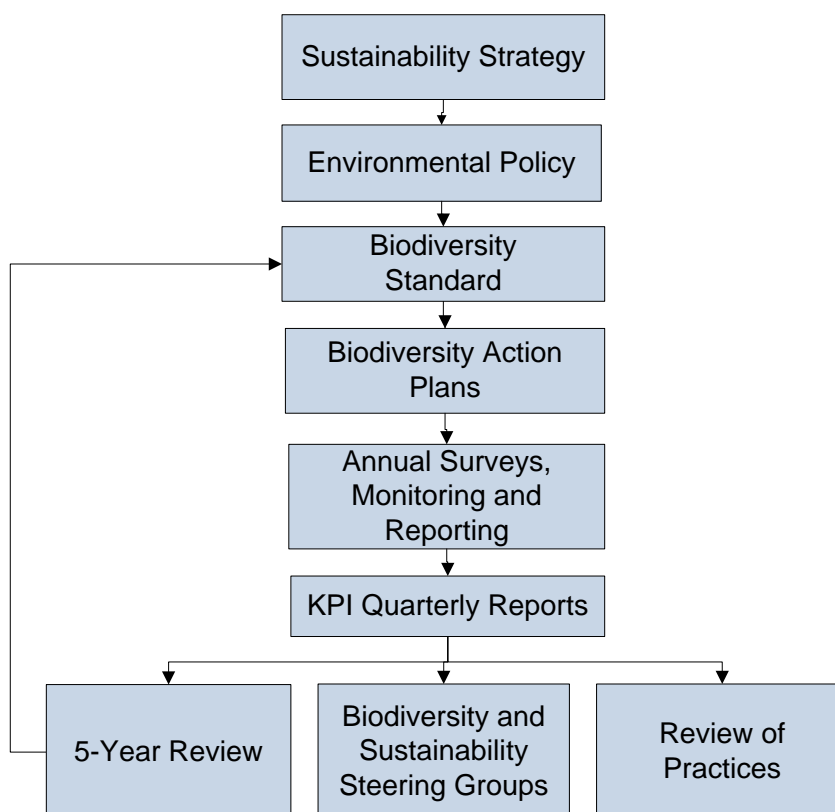 Sustainability Strategy
Environmental Policy
Biodiversity
Standard
Biodiversity Action
Plans
Annual Surveys,
Monitoring and
Reporting
KPI Quarterly Reports
5-Year Review
Biodiversity and
Sustainability
Steering Groups
Review of
Practices